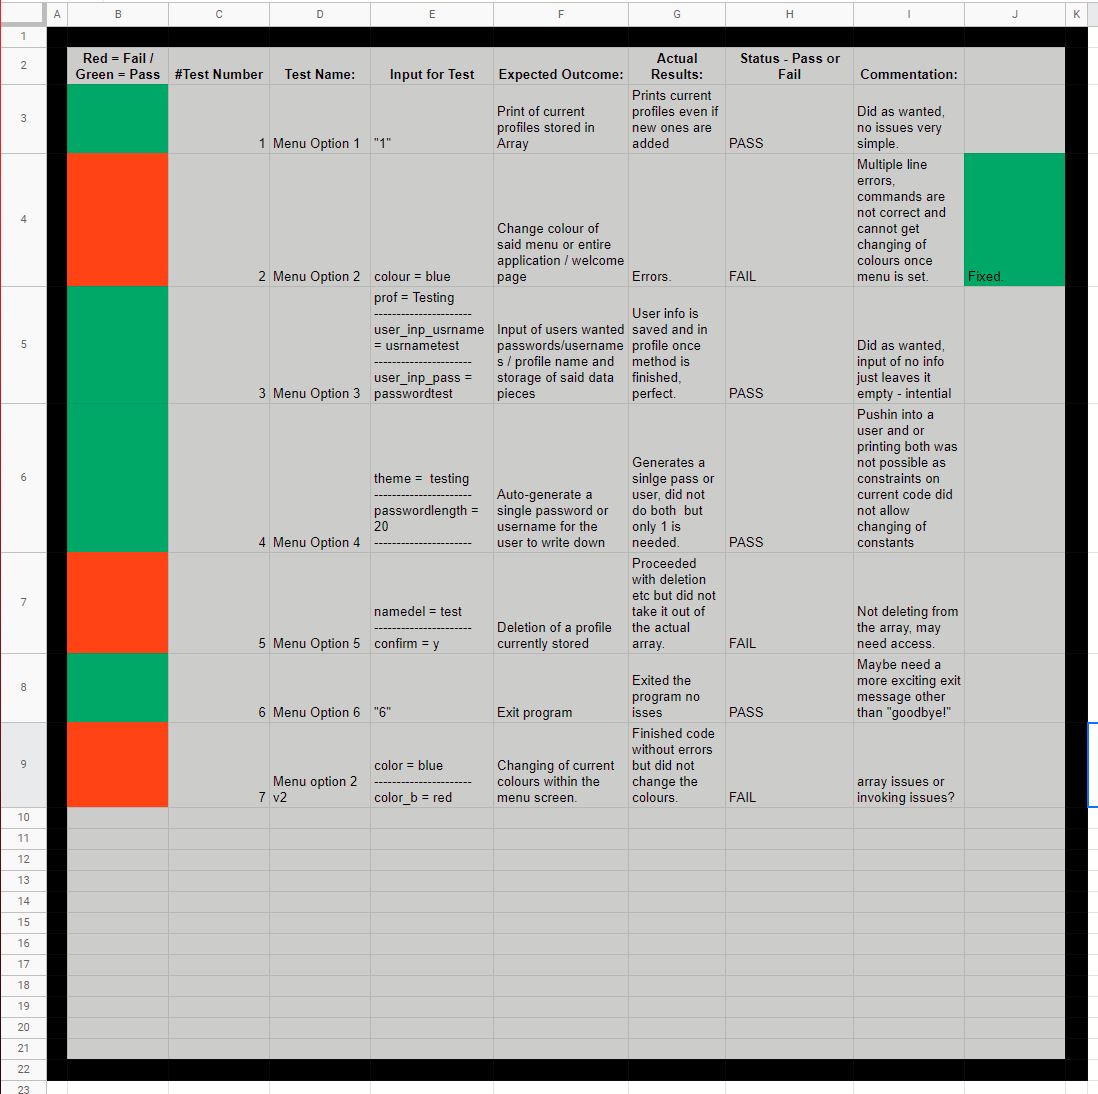 A B C D E F G H I J K
1
2
Red = Fail /
Green = Pass
#Test Number
Test Name:
Input for Test
Expected Outcome:
Actual
Results:
Status - Pass or
Fail
Commentation:
3
1
Menu Option 1
"1"
Print of current
profiles stored in
Array
Prints current
profiles even if
new ones are
added
PASS
Did as wanted,
no issues very
simple.
4
2
Menu Option 2
colour = blue
Change colour of
said menu or entire
application / welcome
page
Errors.
FAIL
Multiple line
errors,
commands are
not correct and
cannot get
changing of
colours once
menu is set.
Fixed.
5
3
Menu Option 3
prof = Testing
----------------------
user_inp_usrname
= usrnametest
----------------------
user_inp_pass =
passwordtest
Input of users wanted
passwords/username
s / profile name and
storage of said data
pieces
User info is
saved and in
profile once
method is
finished,
perfect.
PASS
Did as wanted,
input of no info
just leaves it
empty - intential
6
4
Menu Option 4
theme =  testing
----------------------
passwordlength =
20
----------------------
Auto-generate a
single password or
username for the
user to write down
Generates a
sinlge pass or
user, did not
do both  but
only 1 is
needed.
PASS
Pushin into a
user and or
printing both was
not possible as
constraints on
current code did
not allow
changing of
constants
7
5
Menu Option 5
namedel = test
----------------------
confirm = y
Deletion of a profile
currently stored
Proceeded
with deletion
etc but did not
take it out of
the actual
array.
FAIL
Not deleting from
the array, may
need access.
8
6
Menu Option 6
"6"
Exit program
Exited the
program no
isses
PASS
Maybe need a
more exciting exit
message other
than "goodbye!"
9
7
Menu option 2
v2
color = blue
----------------------
color_b = red
Changing of current
colours within the
menu screen.
Finished code
without errors
but did not
change the
colours.
FAIL
array issues or
invoking issues?
10
11
12
13
14
15
16
17
18
19
20
21
22
23